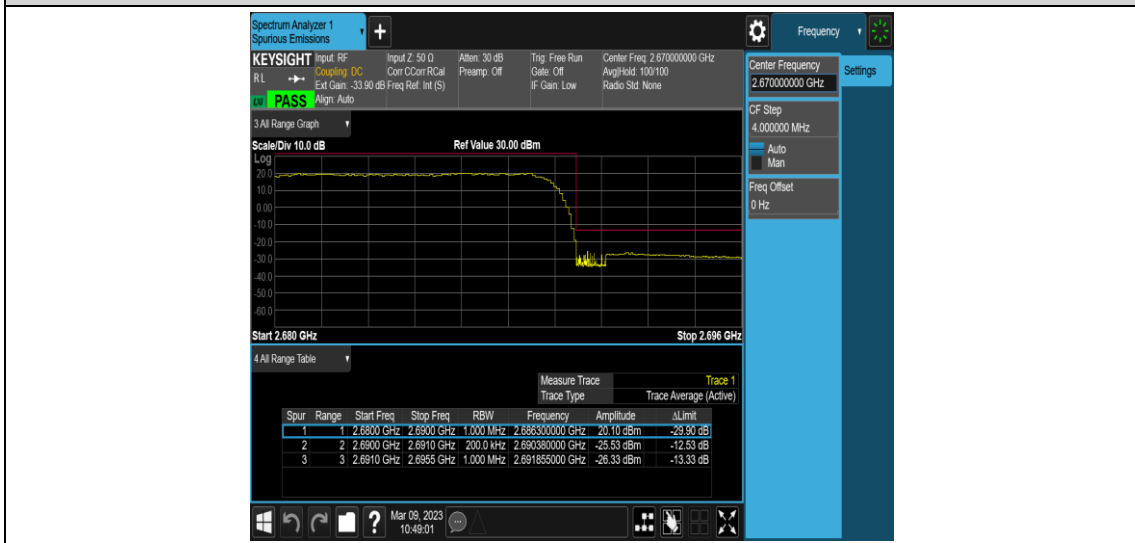 Spectrum Analyzer 1
Spurious Emissions
+
Frequency
KEYSIGHT Input: RF Input Z: 50 Ω Atten: 30 dB Trig: Free Run Center Freq: 2.670000000 GHz
RL Coupling: DC Corr CCorr RCal Preamp: Off Gate: Off Avg|Hold: 100/100
Ext Gain: -33.90 dB Freq Ref: Int (S) IF Gain: Low Radio Std: None
LXI PASS Align: Auto
Center Frequency
2.670000000 GHz
Settings
CF Step
4.000000 MHz
Auto
Man
Freq Offset
0 Hz
3 All Range Graph
Scale/Div 10.0 dB Ref Value 30.00 dBm
Log
20.0
10.0
0.00
-10.0
-20.0
-30.0
-40.0
-50.0
-60.0
Start 2.680 GHz Stop 2.696 GHz
4 All Range Table
Measure Trace Trace 1
Trace Type Trace Average (Active)
Spur Range Start Freq Stop Freq RBW Frequency Amplitude ΔLimit
1 1 2.6800 GHz 2.6900 GHz 1.000 MHz 2.686300000 GHz 20.10 dBm -29.90 dB
2 2 2.6900 GHz 2.6910 GHz 200.0 kHz 2.690380000 GHz -25.53 dBm -12.53 dB
3 3 2.6910 GHz 2.6955 GHz 1.000 MHz 2.691855000 GHz -26.33 dBm -13.33 dB
?
Mar 09, 2023
10:49:01